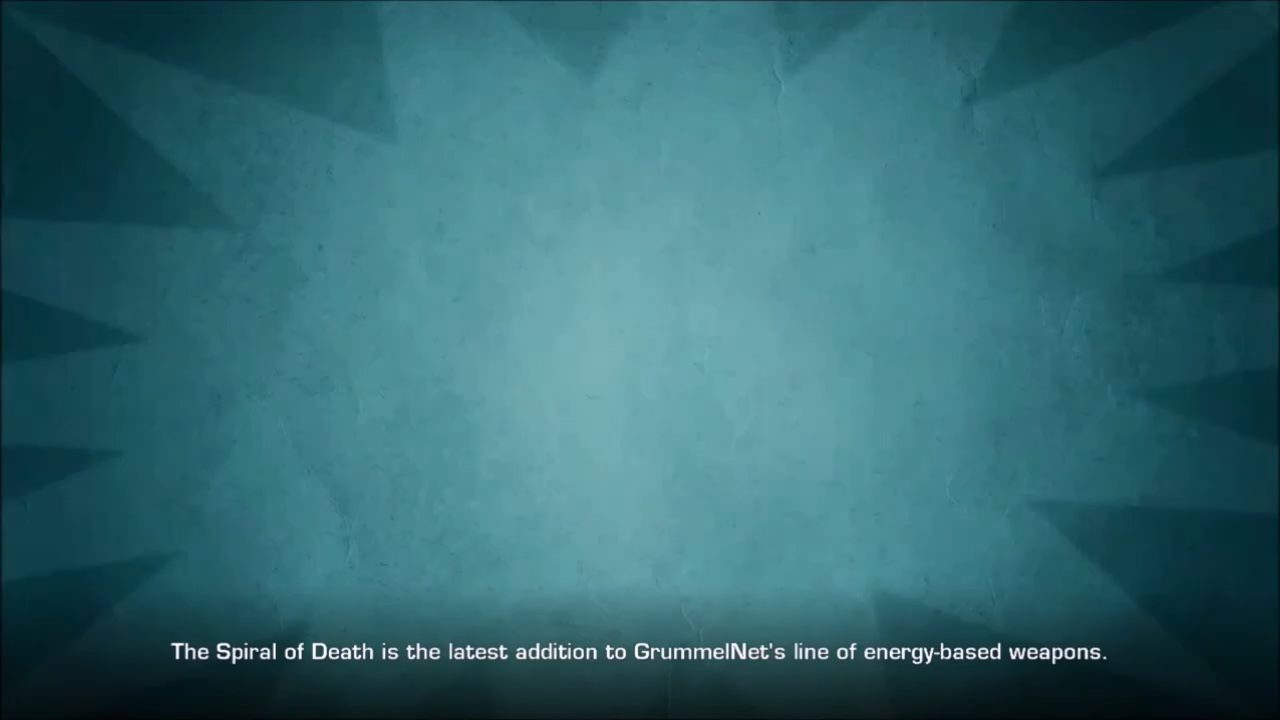 The Spiral of Death is the latest addition to GrummelNet's line of energy-based weapons.